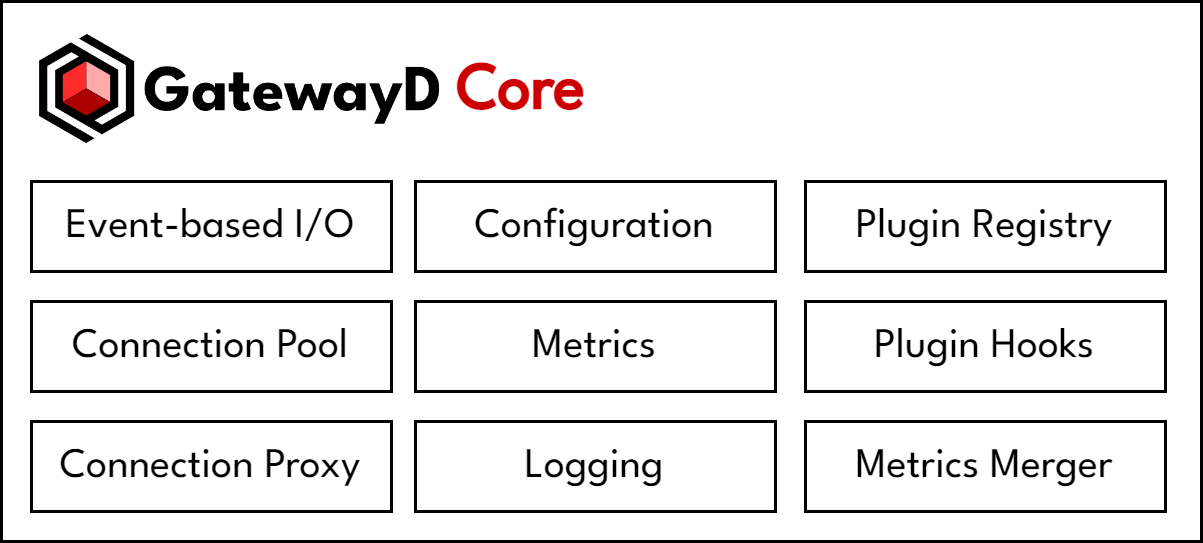 GatewayD Core
Event-based I/O
Configuration
Plugin Registry
Connection Pool
Metrics
Plugin Hooks
Connection Proxy
Logging
Metrics Merger